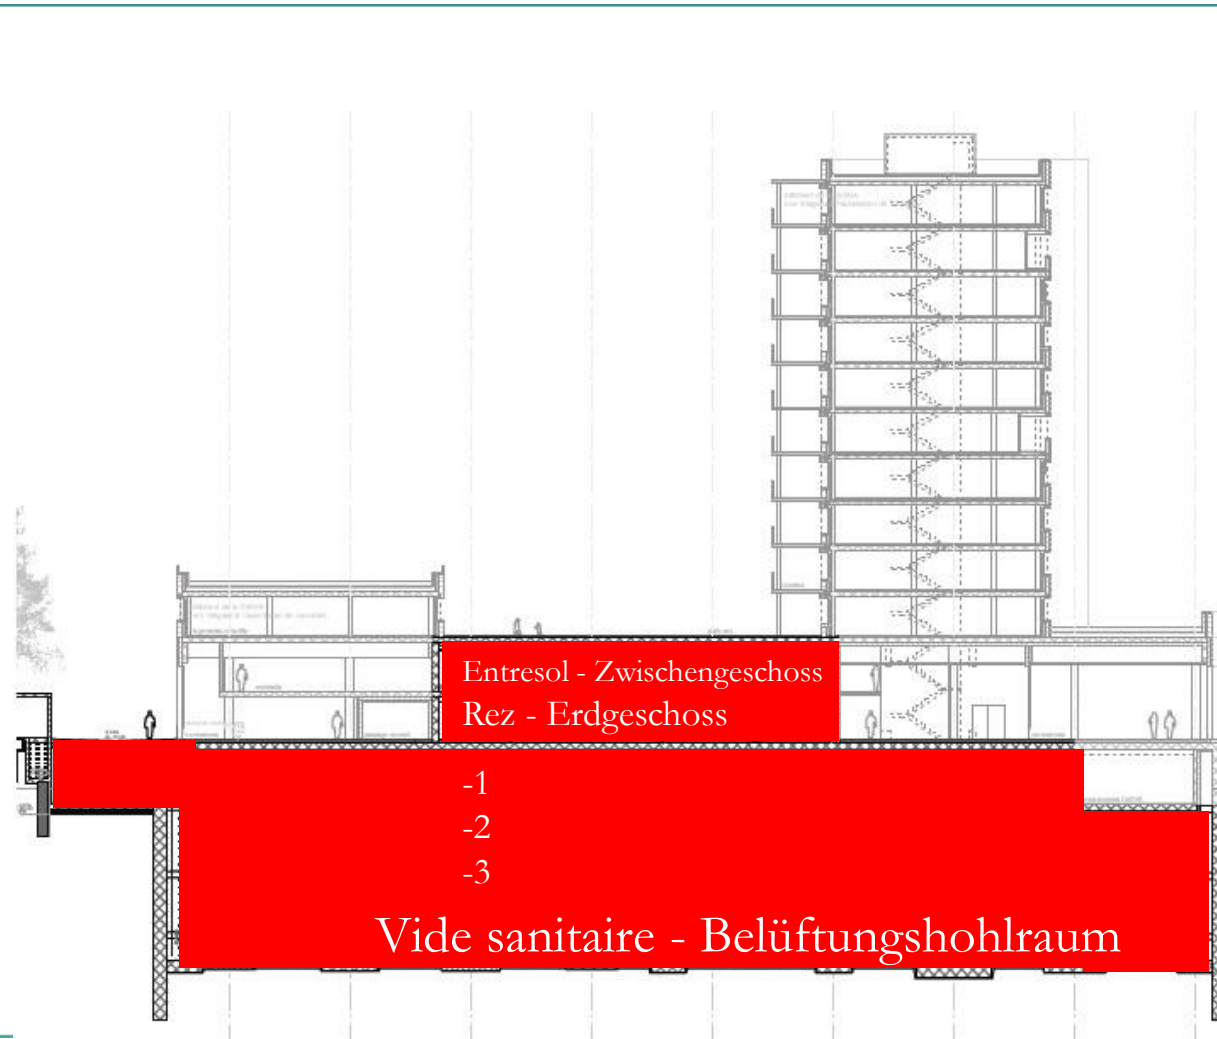 Entresol - Zwischengeschoss
Rez - Erdgeschoss
-1
-2
-3
Vide sanitaire - Belüftungshohlraum